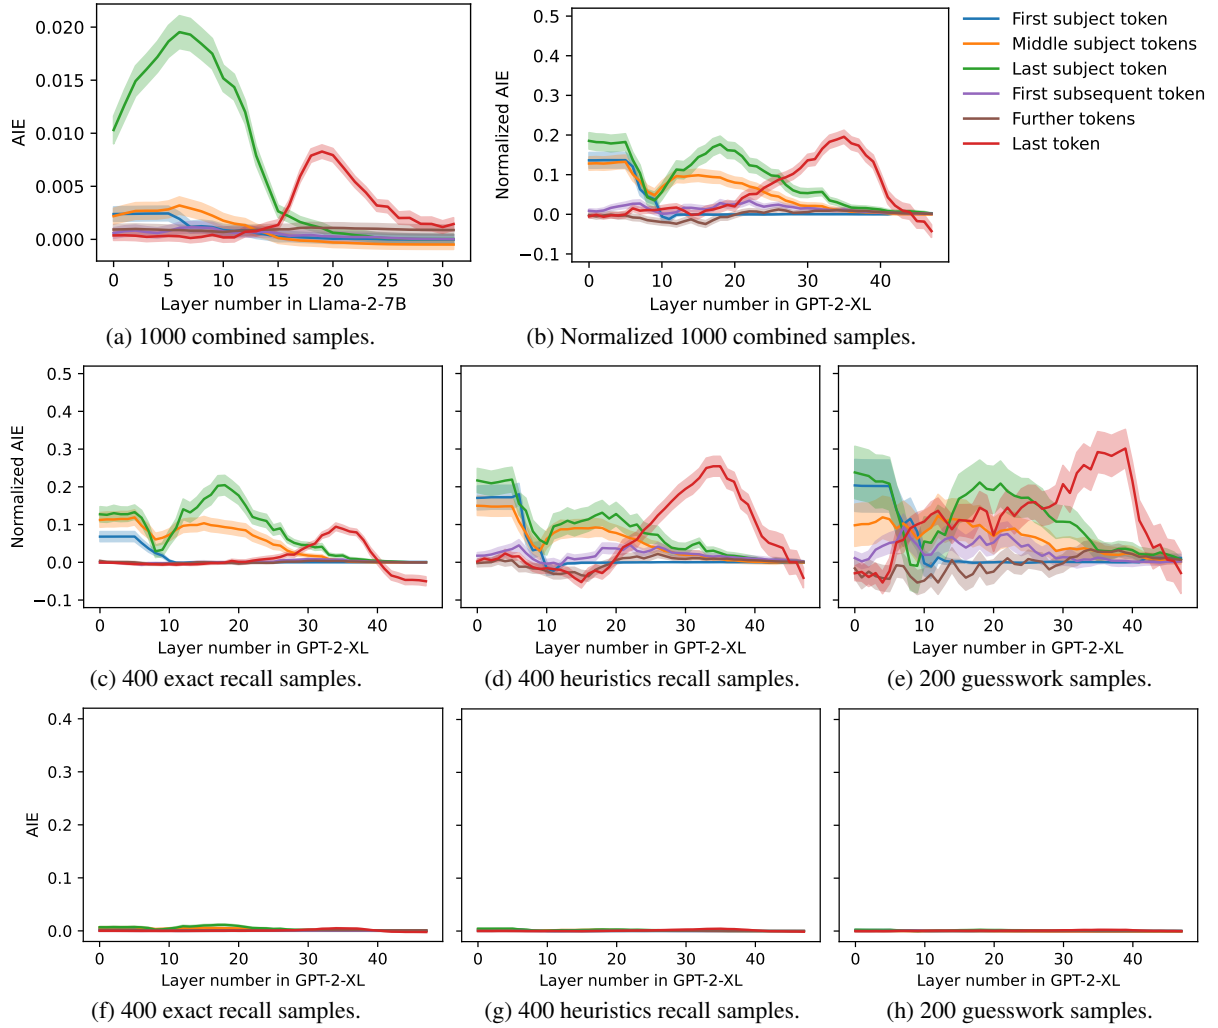 0.020
0.015
0.010
0.005
0.000
AIE
0 5 10 15 20 25 30
Layer number in Llama-2-7B
(a) 1000 combined samples.
0.5
0.4
0.3
0.2
0.1
0.0
−0.1
Normalized AIE
0 10 20 30 40
Layer number in GPT-2-XL
(b) Normalized 1000 combined samples.
First subject token
Middle subject tokens
Last subject token
First subsequent token
Further tokens
Last token
0.5
0.4
0.3
0.2
0.1
0.0
−0.1
Normalized AIE
0 10 20 30 40
Layer number in GPT-2-XL
(c) 400 exact recall samples.
0 10 20 30 40
Layer number in GPT-2-XL
(d) 400 heuristics recall samples.
0 10 20 30 40
Layer number in GPT-2-XL
(e) 200 guesswork samples.
0.4
0.3
0.2
0.1
0.0
AIE
0 10 20 30 40
Layer number in GPT-2-XL
(f) 400 exact recall samples.
0 10 20 30 40
Layer number in GPT-2-XL
(g) 400 heuristics recall samples.
0 10 20 30 40
Layer number in GPT-2-XL
(h) 200 guesswork samples.